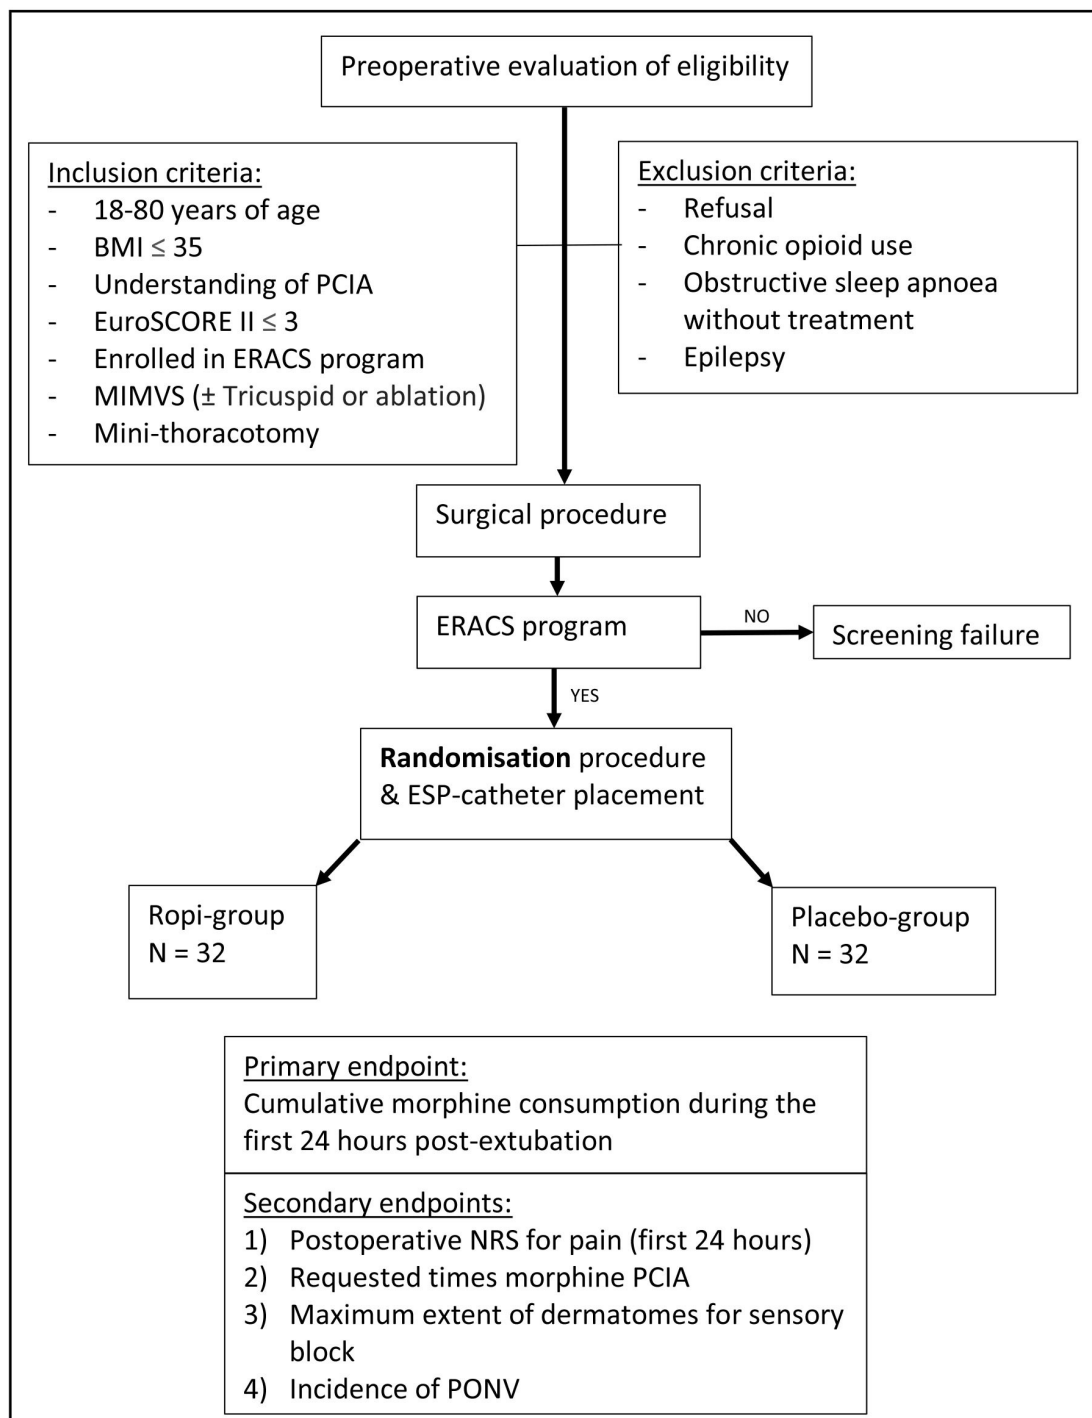 Preoperative evaluation of eligibility
Inclusion criteria:
- 18-80 years of age
- BMI ≤ 35
- Understanding of PCIA
- EuroSCORE II ≤ 3
- Enrolled in ERACS program
- MIMVS (± Tricuspid or ablation)
- Mini-thoracotomy
Exclusion criteria:
- Refusal
- Chronic opioid use
- Obstructive sleep apnoea
without treatment
- Epilepsy
Surgical procedure
ERACS program
NO
Screening failure
YES
Randomisation procedure
& ESP-catheter placement
Ropi-group
N = 32
Placebo-group
N = 32
Primary endpoint:
Cumulative morphine consumption during the
first 24 hours post-extubation
Secondary endpoints:
1) Postoperative NRS for pain (first 24 hours)
2) Requested times morphine PCIA
3) Maximum extent of dermatomes for sensory
block
4) Incidence of PONV